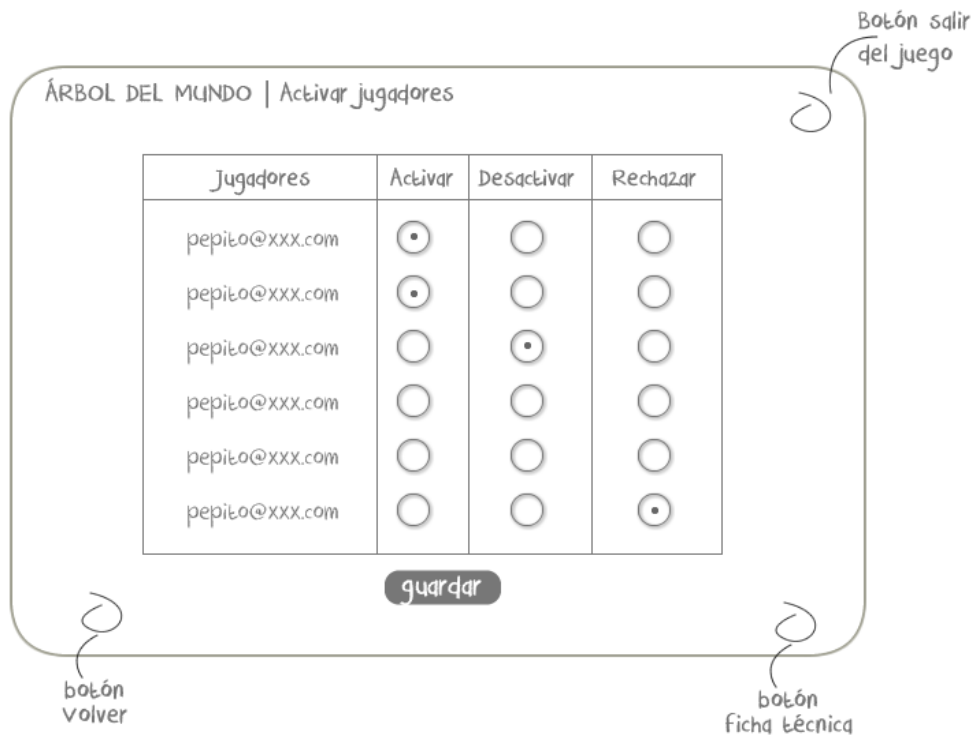 Botón salir
del juego
ÁRBOL DEL MUNDO | Activar jugadores
Jugadores Activar Desactivar Rechazar
pepito@xxx.com
pepito@xxx.com
pepito@xxx.com
pepito@xxx.com
pepito@xxx.com
pepito@xxx.com
guardar
botón
volver
botón
ficha técnica